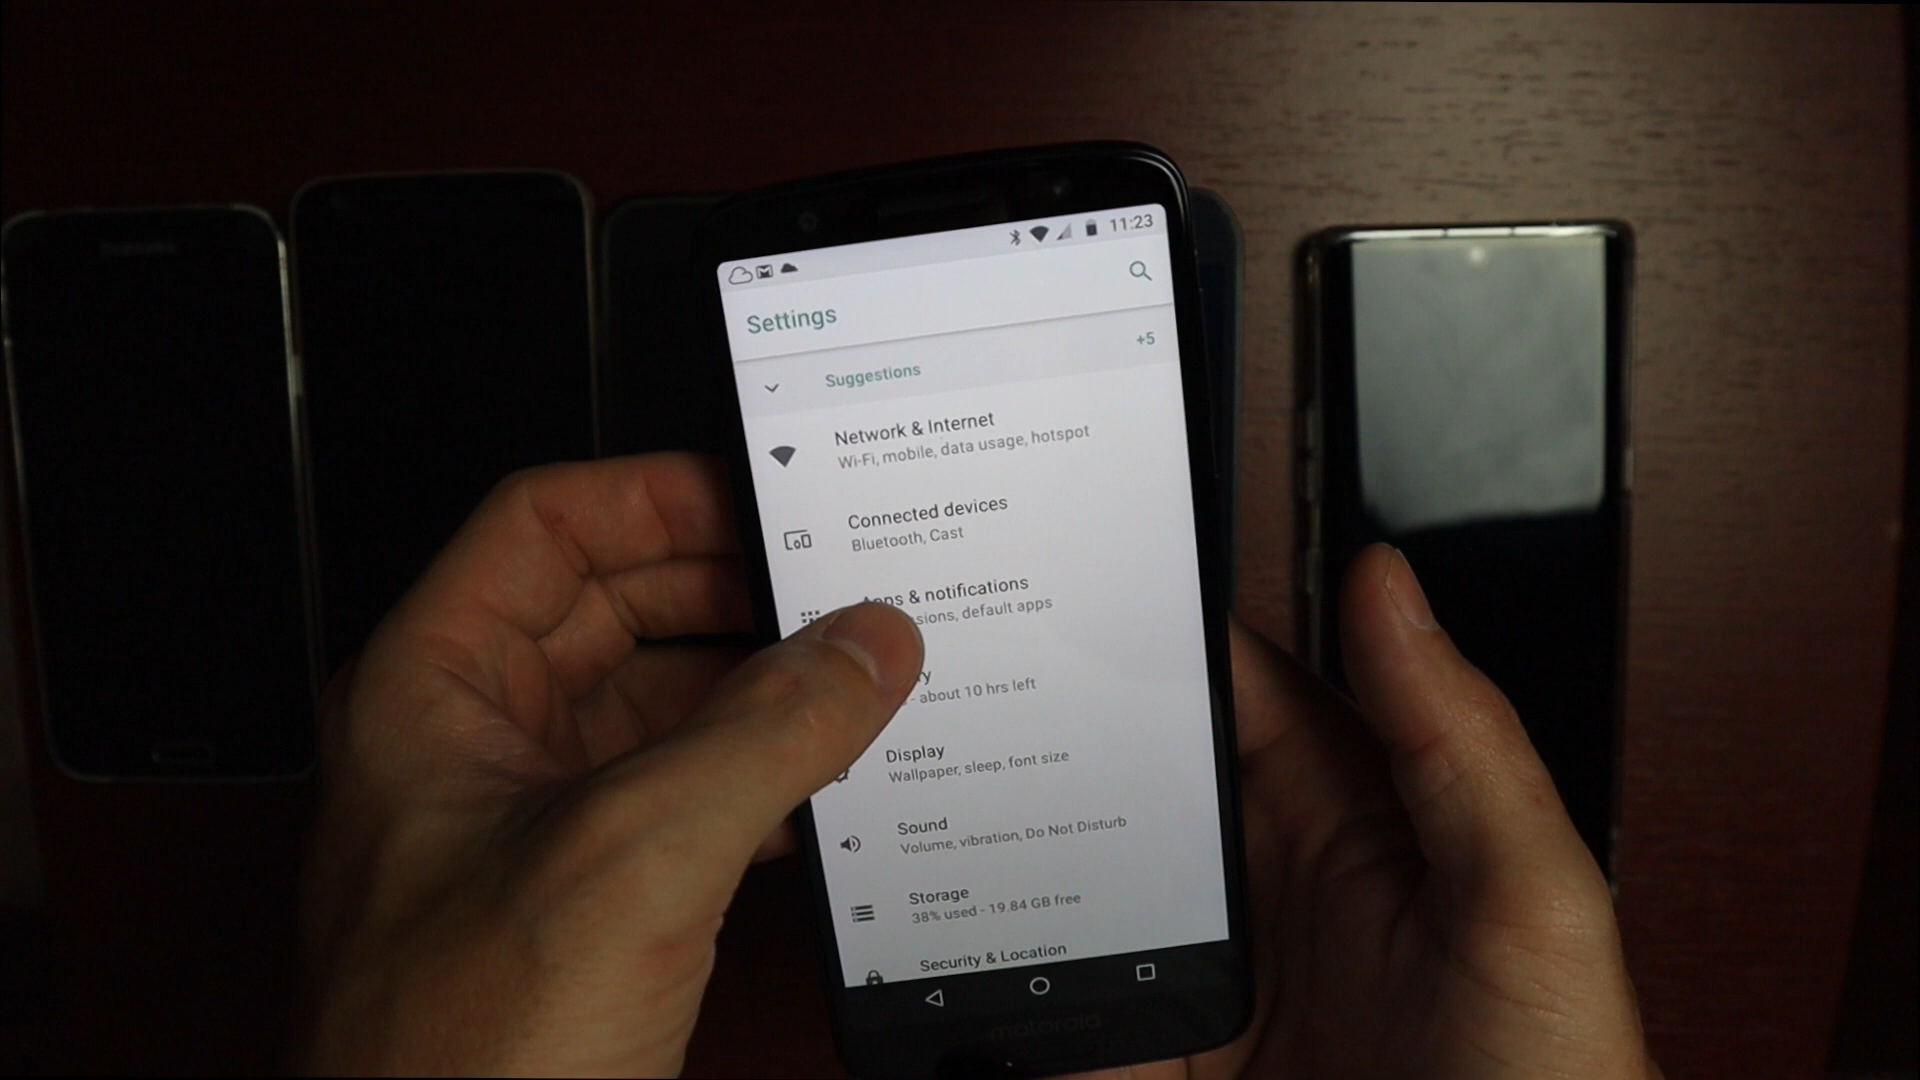 11:23
Settings
Suggestions
+5
Network & Internet
Wi-Fi, mobile, data usage, hotspot
Connected devices
Bluetooth, Cast
& notifications
default apps
- about 10 hrs left
Display
Wallpaper, sleep, font size
Sound
Volume, vibration, Do Not Disturb
Storage
38% used - 19.84 GB free
Security & Location
motorola